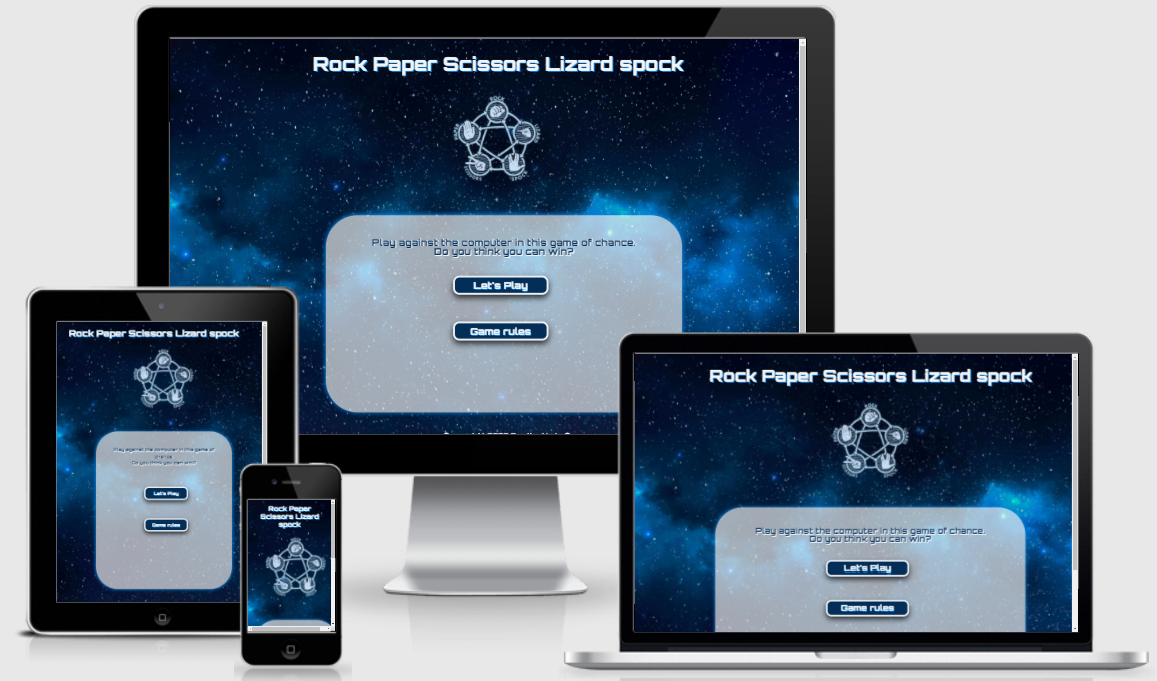 Rock Paper Scissors Lizard spock
ROCK
LIZARD
SPOCK
SCISSORS
Play against the computer in this game of chance.
Do you think you can win?
Let's Play
Game rules
Rock Paper Scissors Lizard spock
Play against the computer in this game of
chance.
Do you think you can win?
Let's Play
Game rules
Rock Paper
Scissors Lizard
spock
Rock Paper Scissors Lizard spock
Play against the computer in this game of chance.
Do you think you can win?
Let's Play
Game rules